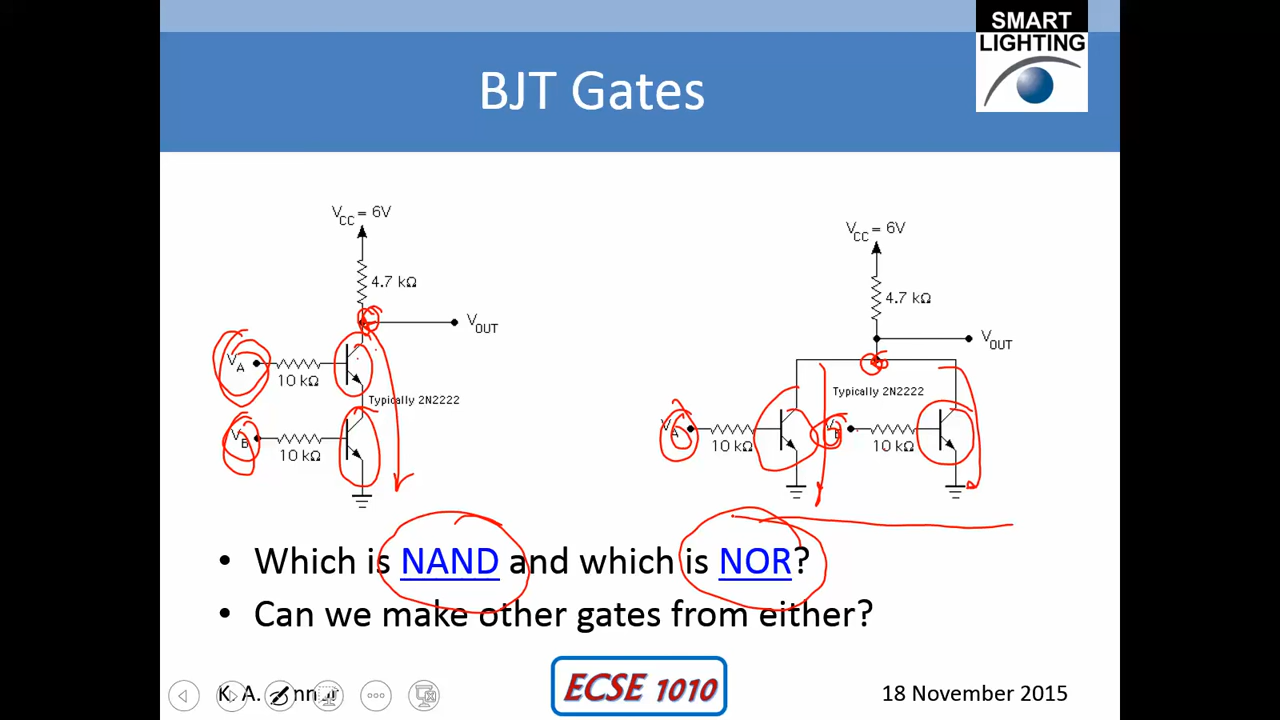 SMART
LIGHTING
BJT Gates
VCC = 6V
4.7 kΩ
VOUT
VA
10 kΩ
Typically 2N2222
VB
10 kΩ
VCC = 6V
4.7 kΩ
VOUT
Typically 2N2222
VA
10 kΩ
VB
10 kΩ
• Which is NAND and which is NOR?
• Can we make other gates from either?
K. A.
ECSE 1010
18 November 2015